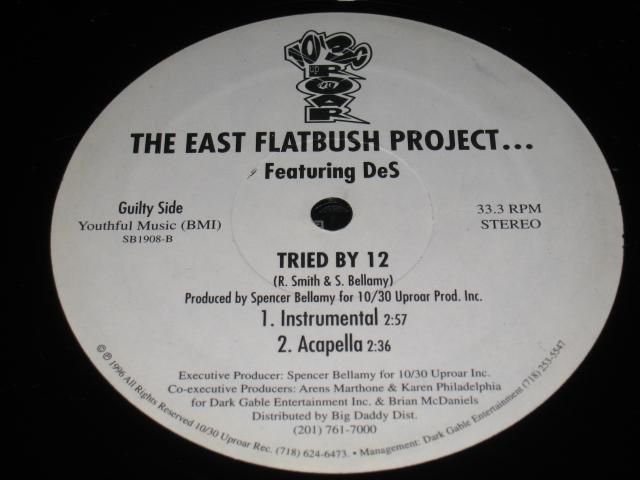 10/30
UPROAR
THE EAST FLATBUSH PROJECT...
Featuring DeS
Guilty Side
Youthful Music (BMI)
SB1908-B
33.3 RPM
STEREO
TRIED BY 12
(R. Smith & S. Bellamy)
Produced by Spencer Bellamy for 10/30 Uproar Prod. Inc.
1. Instrumental 2:57
2. Acapella 2:36
Executive Producer: Spencer Bellamy for 10/30 Uproar Inc.
Co-executive Producers: Arens Marthone & Karen Philadelphia
for Dark Gable Entertainment Inc. & Brian McDaniels
Distributed by Big Daddy Dist.
(201) 761-7000
© ℗ 1996 All Rights Reserved 10/30 Uproar Rec. (718) 624-6473. • Management: Dark Gable Entertainment (718) 253-5547